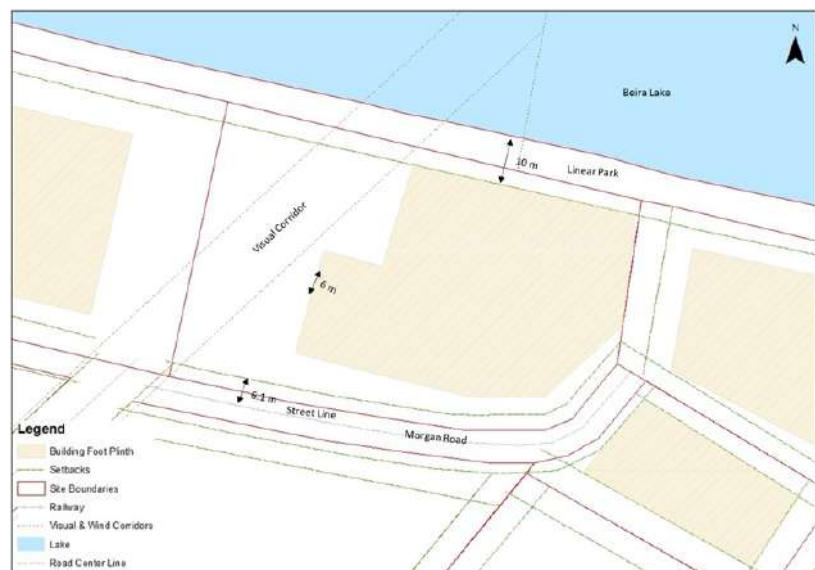 N
Beira Lake
10 m
Linear Park
Visual Corridor
6 m
6.1 m
Street Line
Morgan Road
Legend
Building Foot Plinth
Setbacks
Site Boundaries
Railway
Visual & Wind Corridors
Lake
Road Center Line